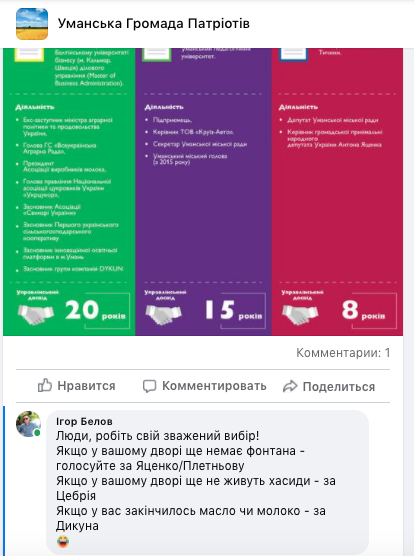 Уманська Громада Патріотів
Балтійському університеті
бізнесу (м. Кальмар,
Швеція) ділового
управління (Master of
Business Administration).
Діяльність
Екс-заступник міністра аграрної
політики та продовольства
України,
Голова ГС «Всеукраїнська
Аграрна Рада»,
Президент
Асоціації виробників молока,
Голова правління Національної
асоціації цукровиків України
«Укрцукор»,
Засновник Асоціації
«Свинарі України»
Засновник Першого українського
сільськогосподарського
кооперативу
Засновник інноваційної освітньої
платформи в м.Умань
Засновник групи компаній DYKUN
Управлінський
досвід
20 років
університет.
Діяльність
Підприємець,
Керівник ТОВ «Круїз-Авто».
Секретар Уманської міської ради
Уманський міський голова
(з 2015 року)
Управлінський
досвід
15 років
Тичини.
Діяльність
Депутат Уманської міської ради
Керівник громадської приймальні
народного
депутата України Антона Яценка
Управлінський
досвід
8 років
Комментарии: 1
Нравится
Комментировать
Поделиться
Ігор Белов
Люди, робіть свій зважений вибір!
Якщо у вашому дворі ще немає фонтана -
голосуйте за Яценко/Плетньову
Якщо у вашому дворі ще не живуть хасиди - за
Цебрія
Якщо у вас закінчилось масло чи молоко - за
Дикуна